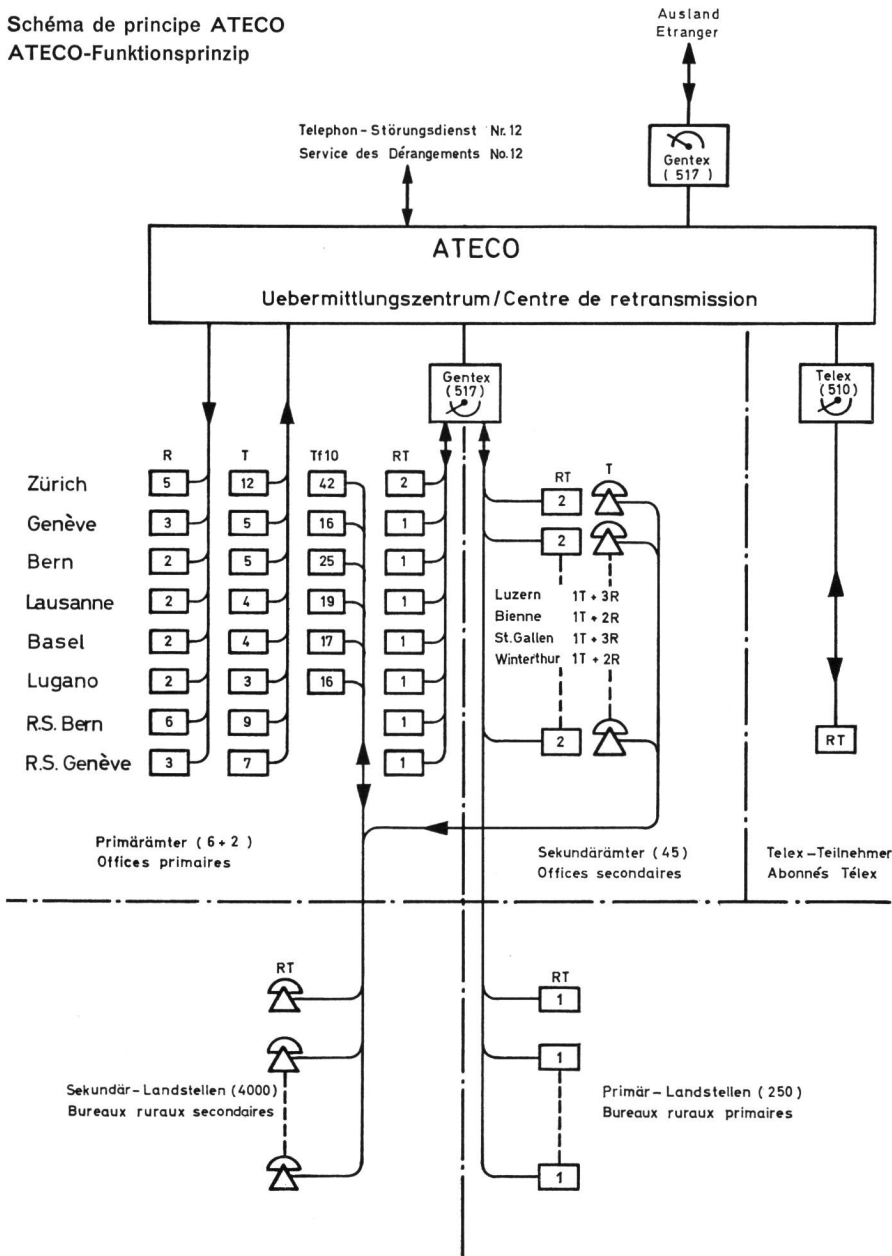 Schéma de principe ATECO
ATECO-Funktionsprinzip
Ausland
Etranger
Telephon-Störungsdienst Nr.12
Service des Dérangements No.12
Gentex
(517)
ATECO
Uebermittlungszentrum/Centre de retransmission
Gentex
(517)
Telex
(510)
R T Tf10 RT
Zürich 5 12 42 2
Genève 3 5 16 1
Bern 2 5 25 1
Lausanne 2 4 19 1
Basel 2 4 17 1
Lugano 2 3 16 1
R.S. Bern 6 9 1
R.S. Genève 3 7 1
RT T
2
2
Luzern 1T + 3R
Bienne 1T + 2R
St.Gallen 1T + 3R
Winterthur 1T + 2R
2
RT
Primärämter (6+2)
Offices primaires
Sekundärämter (45)
Offices secondaires
Telex-Teilnehmer
Abonnés Télex
RT
Sekundär-Landstellen (4000)
Bureaux ruraux secondaires
RT
1
1
Primär-Landstellen (250)
Bureaux ruraux primaires
1